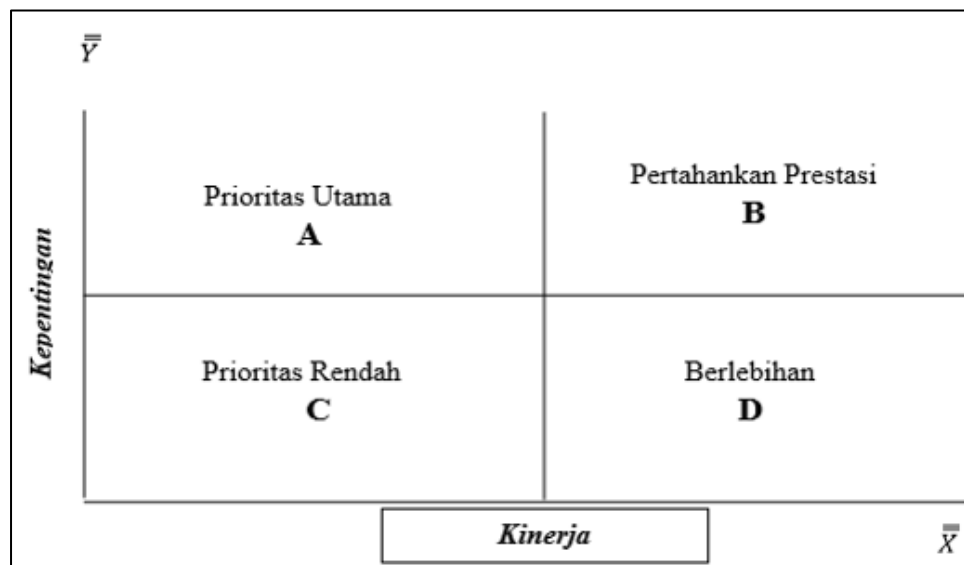 Y̿
Prioritas Utama
A
Pertahankan Prestasi
B
Kepentingan
Prioritas Rendah
C
Berlebihan
D
Kinerja
X̿